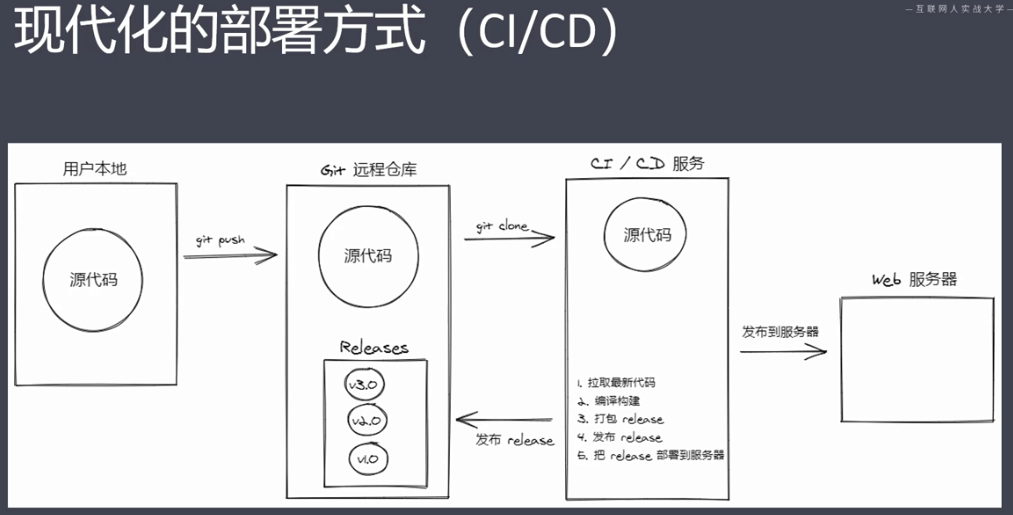 现代化的部署方式（CI/CD）
—互联网人实战大学—
用户本地
源代码
git push
Git 远程仓库
源代码
Releases
v3.0
v2.0
v1.0
git clone
发布 release
CI / CD 服务
源代码
1. 拉取最新代码
2. 编译构建
3. 打包 release
4. 发布 release
5. 把 release 部署到服务器
发布到服务器
Web 服务器